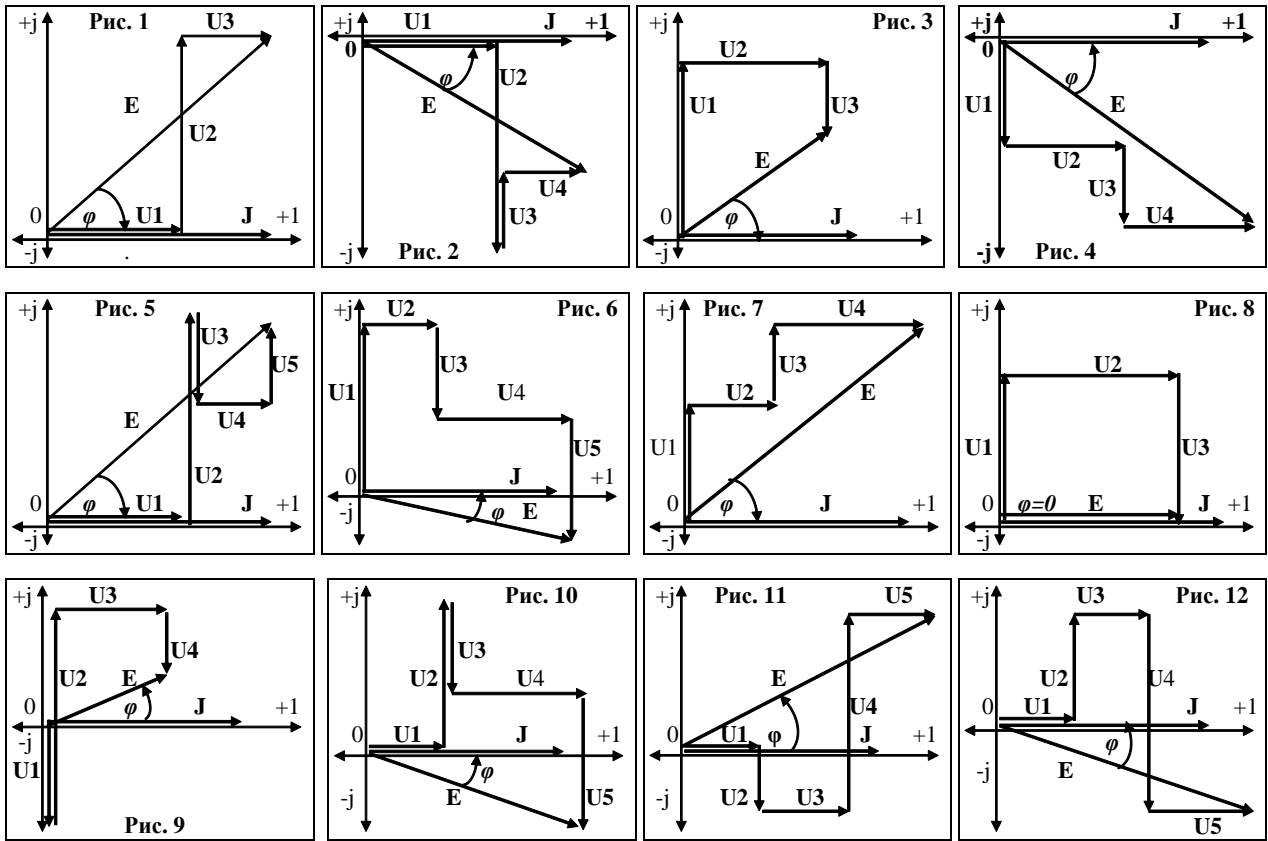 +j Рис. 1 U3
E
U2
0 φ U1 J +1
-j
+j U1 J +1
0
φ U2
E
U4
U3
-j Рис. 2
+j Рис. 3
U2
U1 U3
E
0 φ J
-j
+j J +1
0
φ
U1 E
U2
U3 U4
-j Рис. 4
+j Рис. 5
U3
U5
E U4
U2
0 φ U1 J +1
-j
U2 Рис. 6
+j
U3
U1 U4
U5
0 J +1
-j φ E
+j Рис. 7 U4
U3
U2 E
U1
0 φ J +1
-j
+j Рис. 8
U2
U1 U3
0 φ=0 E J +1
-j
+j U3
U4
U2 E
0 φ J +1
-j
U1
Рис. 9
+j Рис. 10
U3
U2 U4
0 U1 J +1
φ
-j E U5
+j Рис. 11 U5
E
U4
0 U1 φ J +1
-j U2 U3
+j U3 Рис. 12
U2 U4
0 U1 J +1
φ
-j E
U5